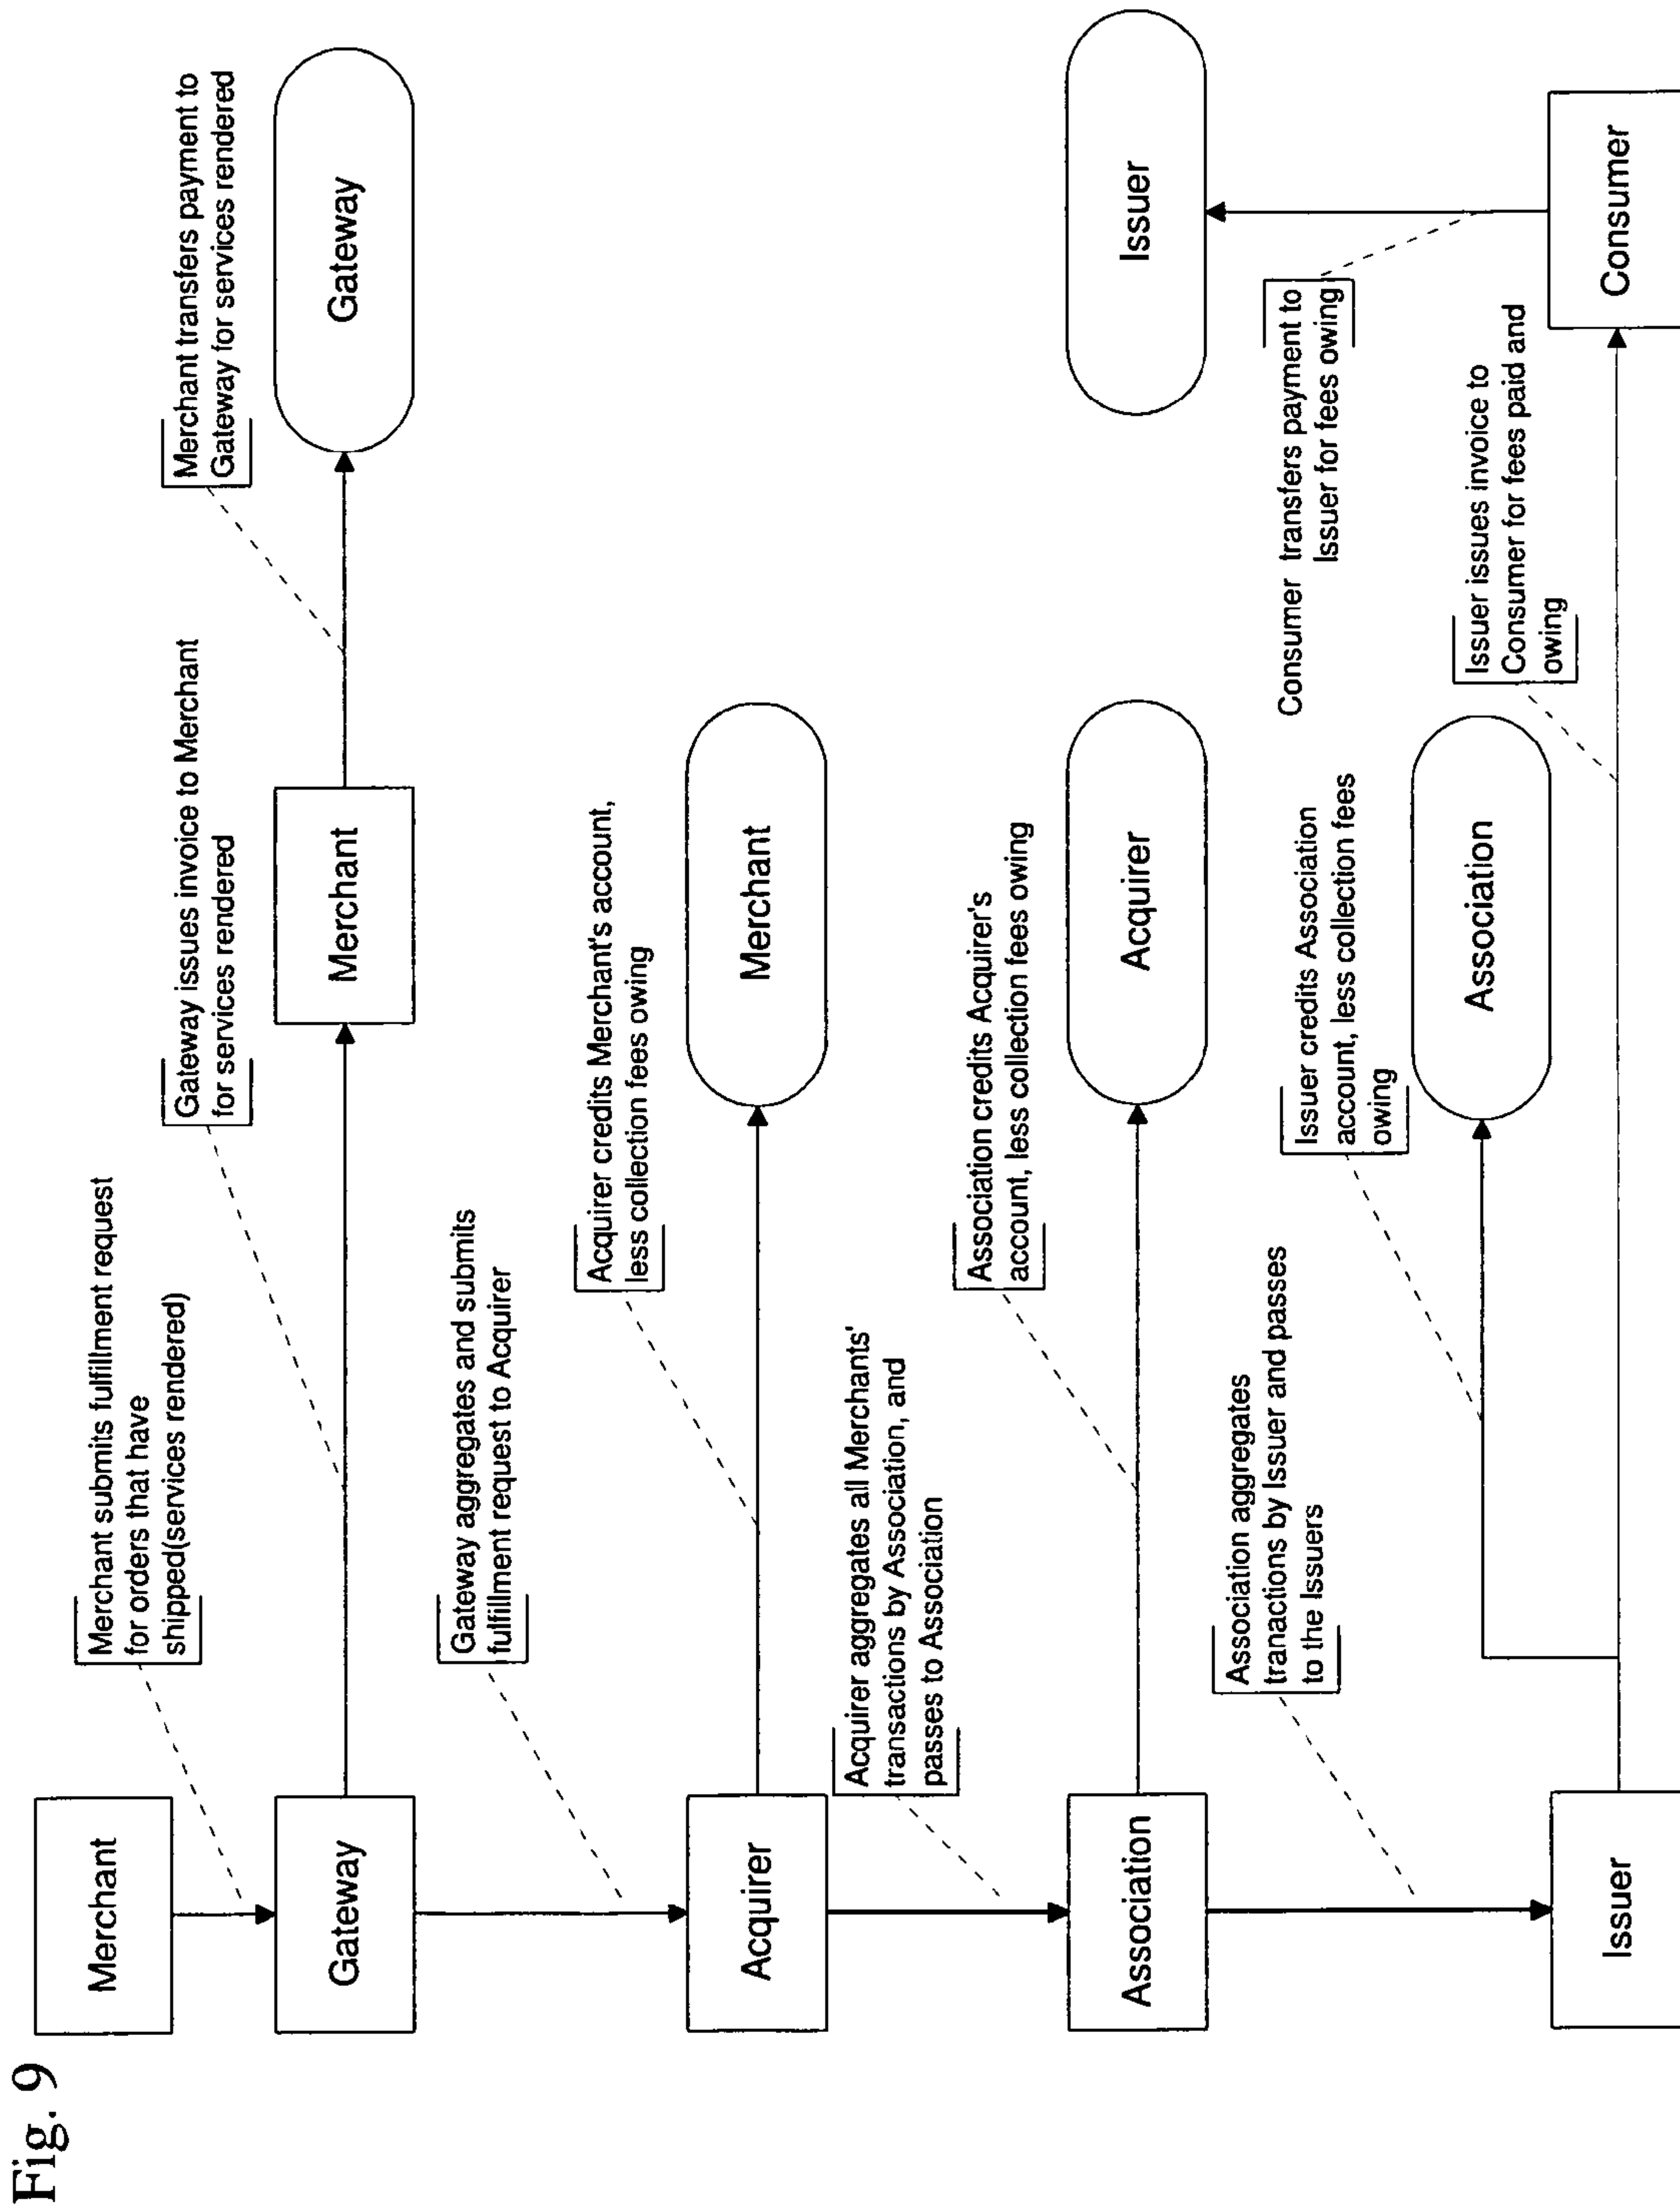 Fig. 9
Merchant
Merchant submits fulfillment request
for orders that have
shipped(services rendered)
Gateway
Gateway issues invoice to Merchant
for services rendered
Merchant
Merchant transfers payment to
Gateway for services rendered
Gateway
Gateway aggregates and submits
fulfillment request to Acquirer
Acquirer
Acquirer credits Merchant's account,
less collection fees owing
Merchant
Acquirer aggregates all Merchants'
transactions by Association, and
passes to Association
Association
Association credits Acquirer's
account, less collection fees owing
Acquirer
Issuer
Association aggregates
tranactions by Issuer and passes
to the Issuers
Issuer credits Association
account, less collection fees
owing
Association
Consumer transfers payment to
Issuer for fees owing
Issuer
Issuer issues invoice to
Consumer for fees paid and
owing
Consumer